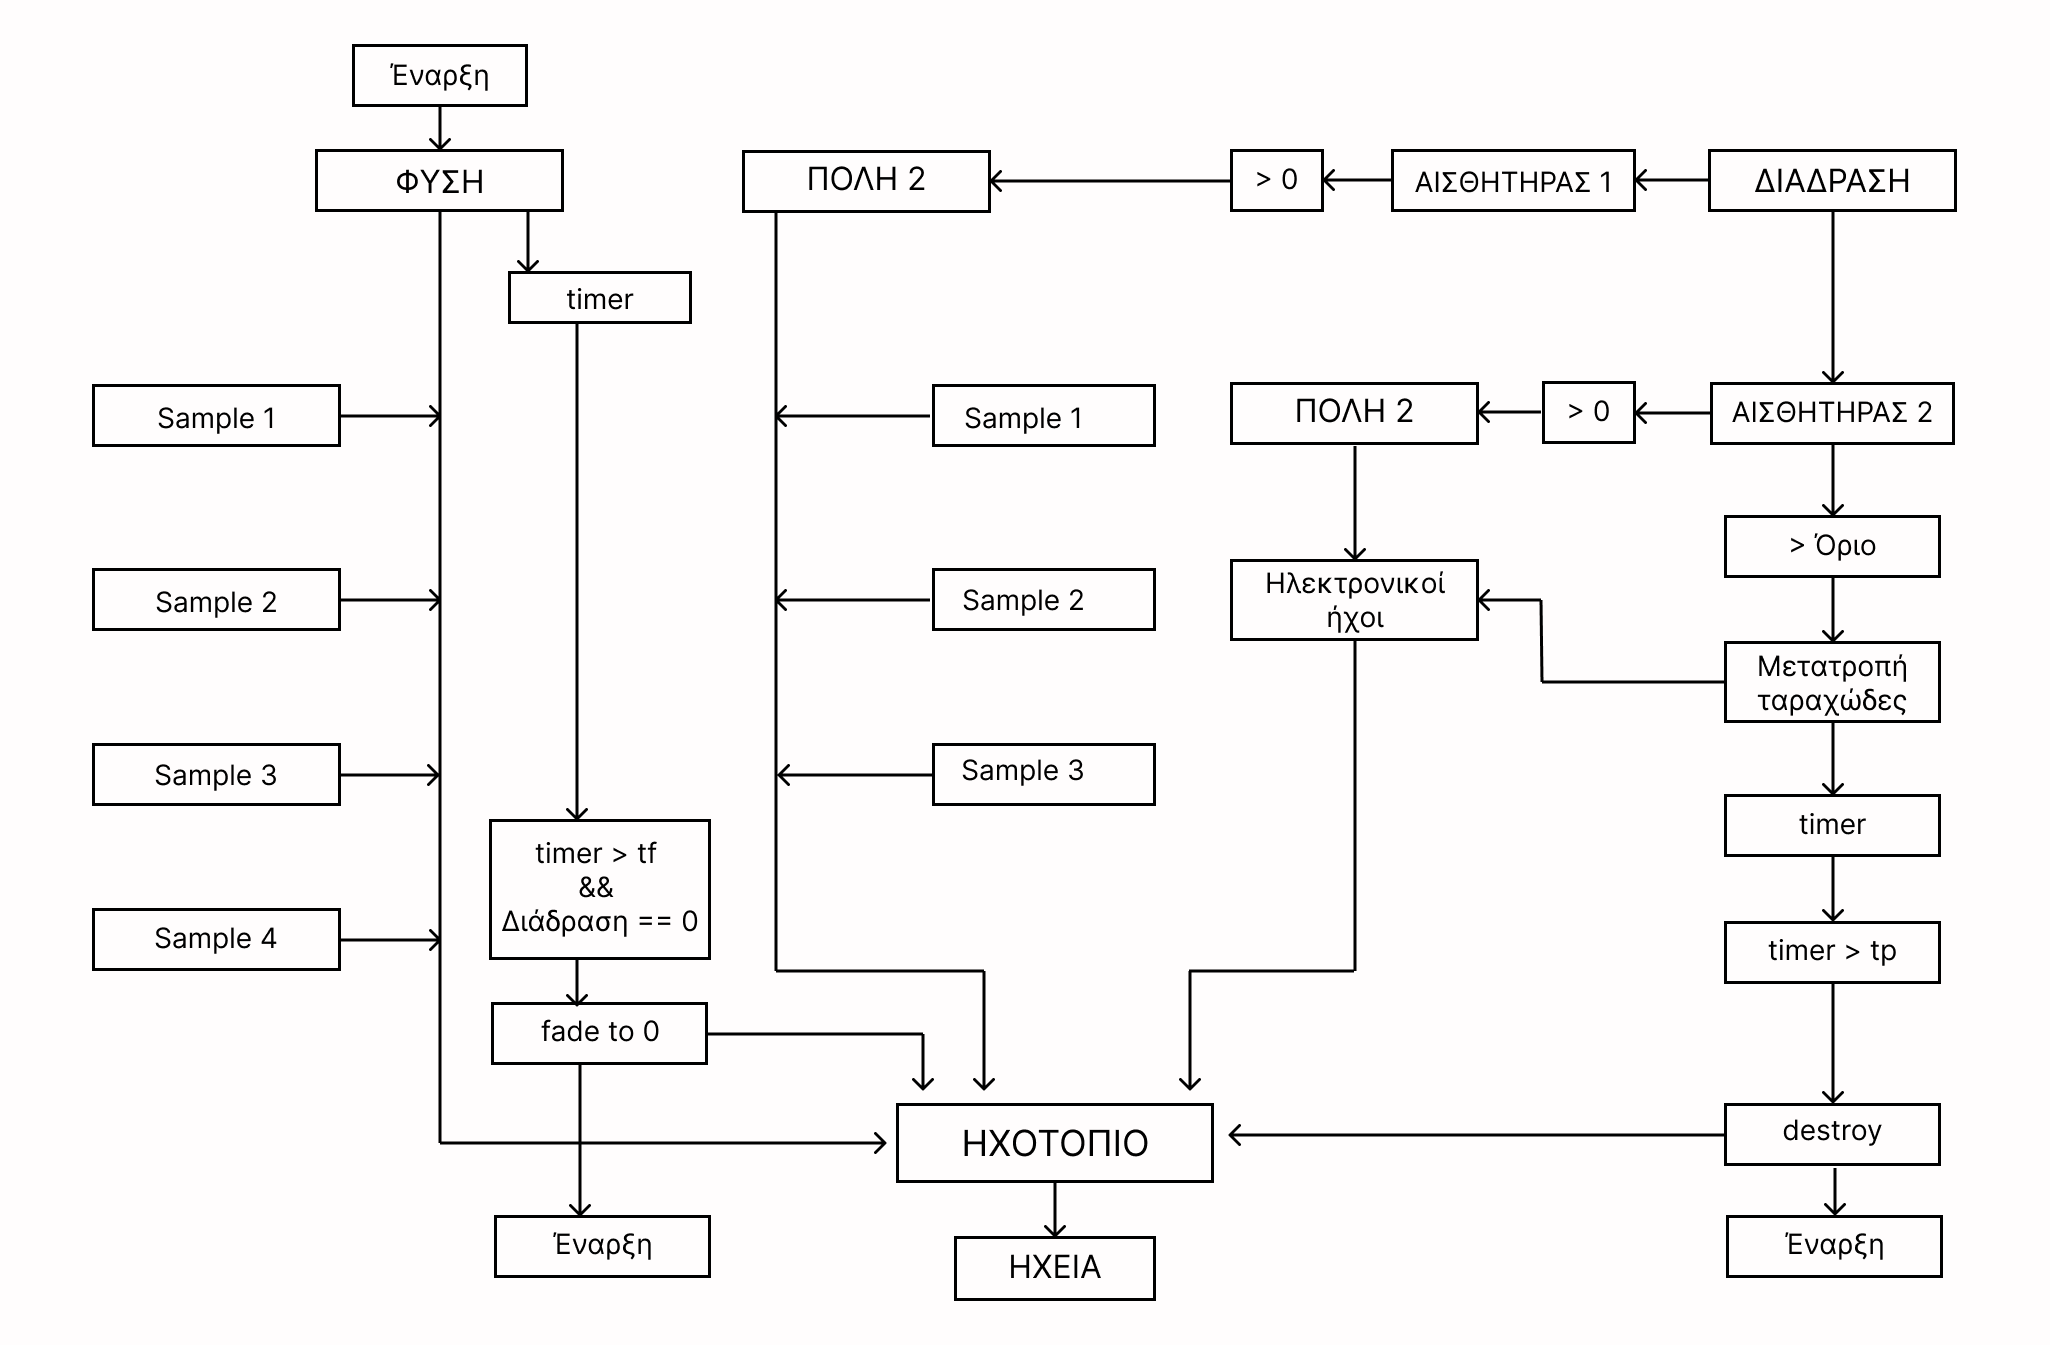 Έναρξη
ΦΥΣΗ
ΠΟΛΗ 2
> 0
ΑΙΣΘΗΤΗΡΑΣ 1
ΔΙΑΔΡΑΣΗ
timer
Sample 1
Sample 1
ΠΟΛΗ 2
> 0
ΑΙΣΘΗΤΗΡΑΣ 2
> Όριο
Sample 2
Sample 2
Ηλεκτρονικοί
ήχοι
Μετατροπή
ταραχώδες
Sample 3
Sample 3
timer
timer > tf
&&
Διάδραση == 0
Sample 4
timer > tp
fade to 0
ΗΧΟΤΟΠΙΟ
destroy
Έναρξη
ΗΧΕΙΑ
Έναρξη